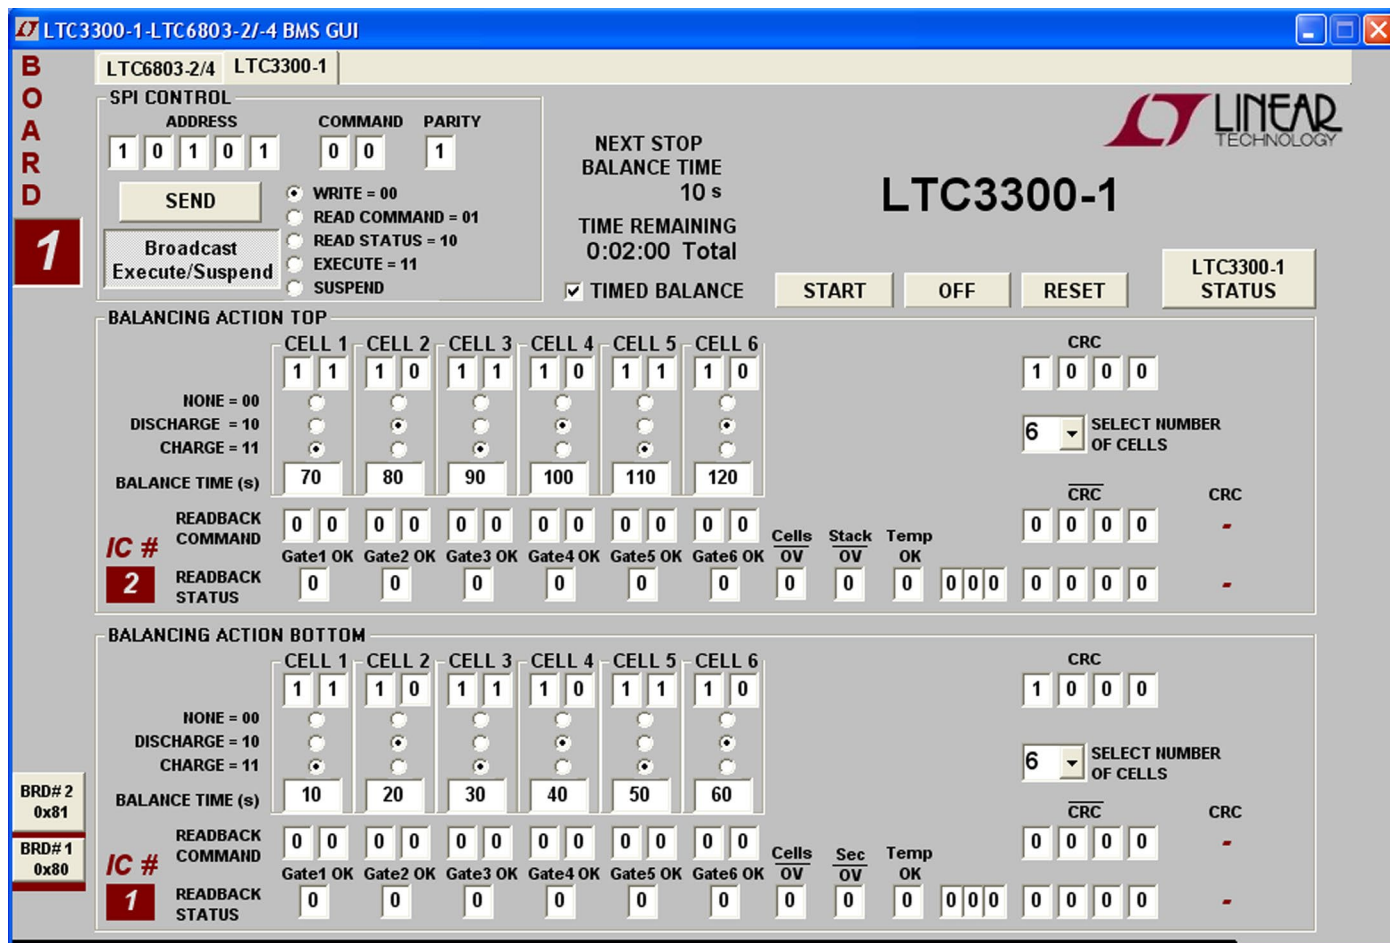 LTC3300-1-LTC6803-2/-4 BMS GUI
BOARD
1
LTC6803-2/4 LTC3300-1
SPI CONTROL
ADDRESS COMMAND PARITY
1 0 1 0 1 0 0 1
SEND
Broadcast
Execute/Suspend
WRITE = 00
READ COMMAND = 01
READ STATUS = 10
EXECUTE = 11
SUSPEND
NEXT STOP
BALANCE TIME
10 s
TIME REMAINING
0:02:00 Total
TIMED BALANCE
LINEAR
TECHNOLOGY
LTC3300-1
START OFF RESET
LTC3300-1
STATUS
BALANCING ACTION TOP
CELL 1 CELL 2 CELL 3 CELL 4 CELL 5 CELL 6 CRC
1 1 1 0 1 1 1 0 1 1 1 0 1 0 0 0
NONE = 00
DISCHARGE = 10
CHARGE = 11
6 SELECT NUMBER
OF CELLS
BALANCE TIME (s) 70 80 90 100 110 120
CRC CRC
READBACK
COMMAND
0 0 0 0 0 0 0 0 0 0 0 0 0 0 0 0 -
IC #
2
Gate1 OK Gate2 OK Gate3 OK Gate4 OK Gate5 OK Gate6 OK
Cells
OV
Stack
OV
Temp
OK
READBACK
STATUS
0 0 0 0 0 0 0 0 0 0 0 0 0 0 0 0 -
BALANCING ACTION BOTTOM
CELL 1 CELL 2 CELL 3 CELL 4 CELL 5 CELL 6 CRC
1 1 1 0 1 1 1 0 1 1 1 0 1 0 0 0
NONE = 00
DISCHARGE = 10
CHARGE = 11
6 SELECT NUMBER
OF CELLS
BALANCE TIME (s) 10 20 30 40 50 60
CRC CRC
READBACK
COMMAND
0 0 0 0 0 0 0 0 0 0 0 0 0 0 0 0 -
IC #
1
Gate1 OK Gate2 OK Gate3 OK Gate4 OK Gate5 OK Gate6 OK
Cells
OV
Sec
OV
Temp
OK
READBACK
STATUS
0 0 0 0 0 0 0 0 0 0 0 0 0 0 0 0 -
BRD# 2
0x81
BRD# 1
0x80